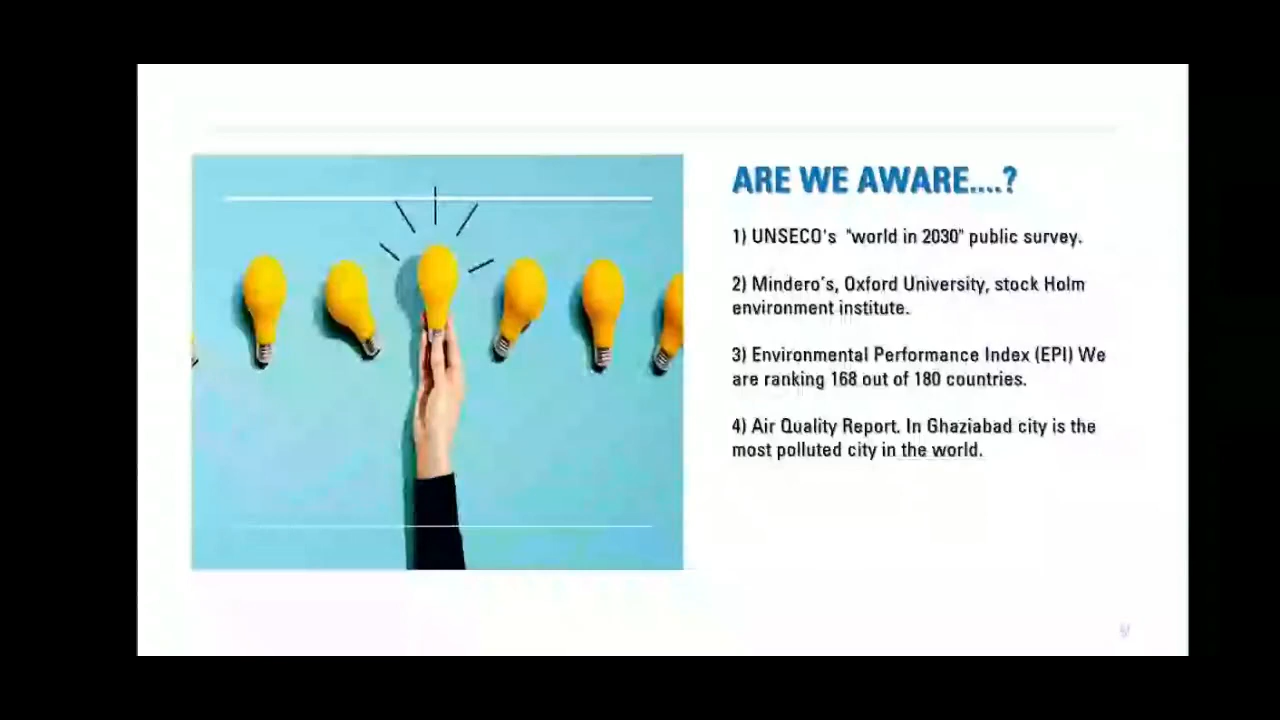 ARE WE AWARE....?
1) UNSECO's "world in 2030" public survey.
2) Mindero's, Oxford University, stock Holm
environment institute.
3) Environmental Performance Index (EPI) We
are ranking 168 out of 180 countries.
4) Air Quality Report. In Ghaziabad city is the
most polluted city in the world.